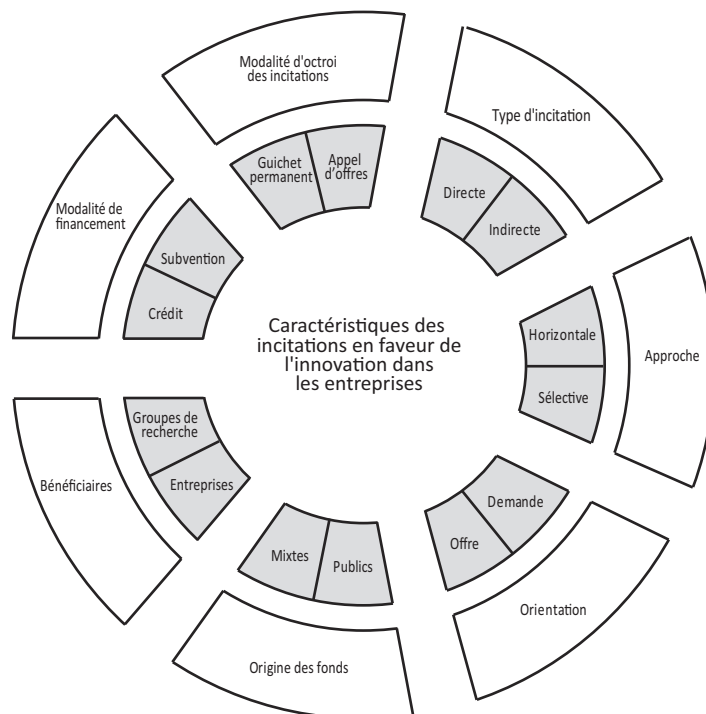 Modalité d'octroi
des incitations
Guichet
permanent
Appel
d'offres
Type d'incitation
Directe
Indirecte
Modalité de
financement
Subvention
Crédit
Caractéristiques des
incitations en faveur de
l'innovation dans
les entreprises
Horizontale
Sélective
Approche
Groupes de
recherche
Entreprises
Bénéficiaires
Mixtes
Publics
Origine des fonds
Demande
Offre
Orientation